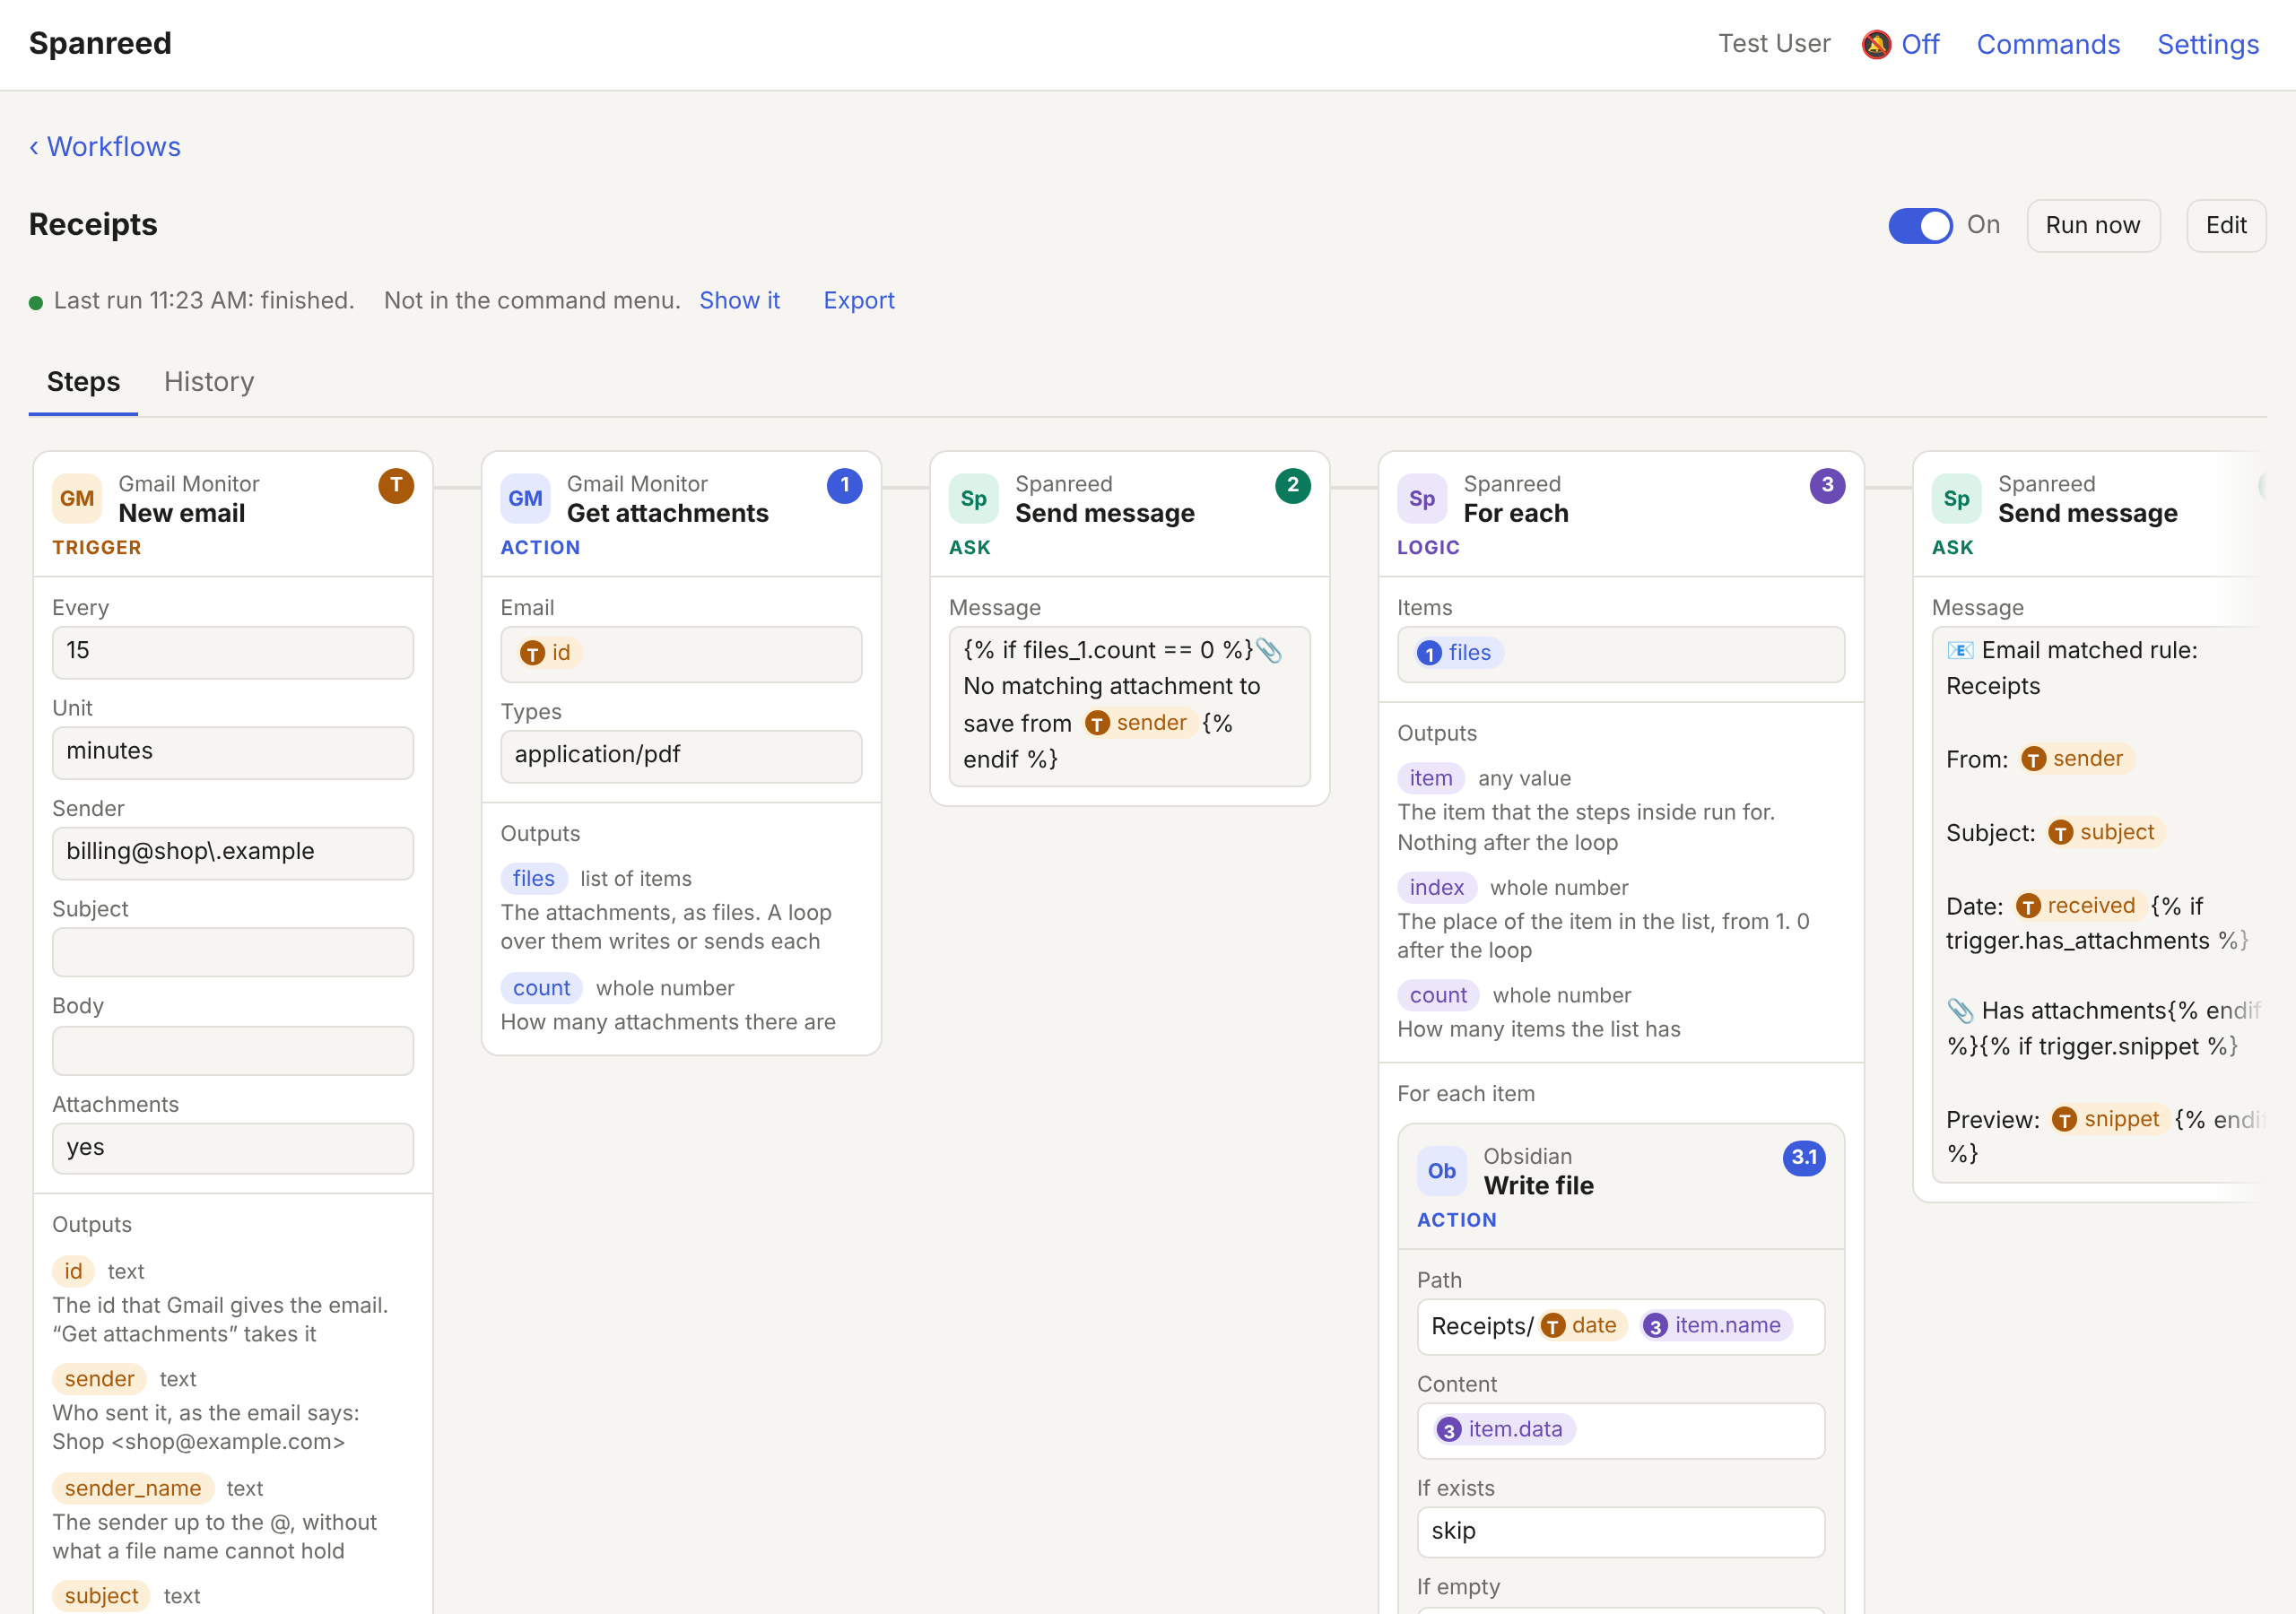 Spanreed
Test User 🔕 Off Commands Settings
‹ Workflows
Receipts
On Run now Edit
Last run 11:23 AM: finished. Not in the command menu. Show it Export
Steps History
GM Gmail Monitor T
New email
TRIGGER
Every
15
Unit
minutes
Sender
billing@shop\.example
Subject
Body
Attachments
yes
Outputs
id text
The id that Gmail gives the email.
“Get attachments” takes it
sender text
Who sent it, as the email says:
Shop <shop@example.com>
sender_name text
The sender up to the @, without
what a file name cannot hold
subject text
GM Gmail Monitor 1
Get attachments
ACTION
Email
T id
Types
application/pdf
Outputs
files list of items
The attachments, as files. A loop
over them writes or sends each
count whole number
How many attachments there are
Sp Spanreed 2
Send message
ASK
Message
{% if files_1.count == 0 %}📎
No matching attachment to
save from T sender {%
endif %}
Sp Spanreed 3
For each
LOGIC
Items
1 files
Outputs
item any value
The item that the steps inside run for.
Nothing after the loop
index whole number
The place of the item in the list, from 1. 0
after the loop
count whole number
How many items the list has
For each item
Ob Obsidian 3.1
Write file
ACTION
Path
Receipts/ T date 3 item.name
Content
3 item.data
If exists
skip
If empty
Sp Spanreed
Send message
ASK
Message
📧 Email matched rule:
Receipts
From: T sender
Subject: T subject
Date: T received {% if
trigger.has_attachments %}
📎 Has attachments{% endif
%}{% if trigger.snippet %}
Preview: T snippet {% endif
%}